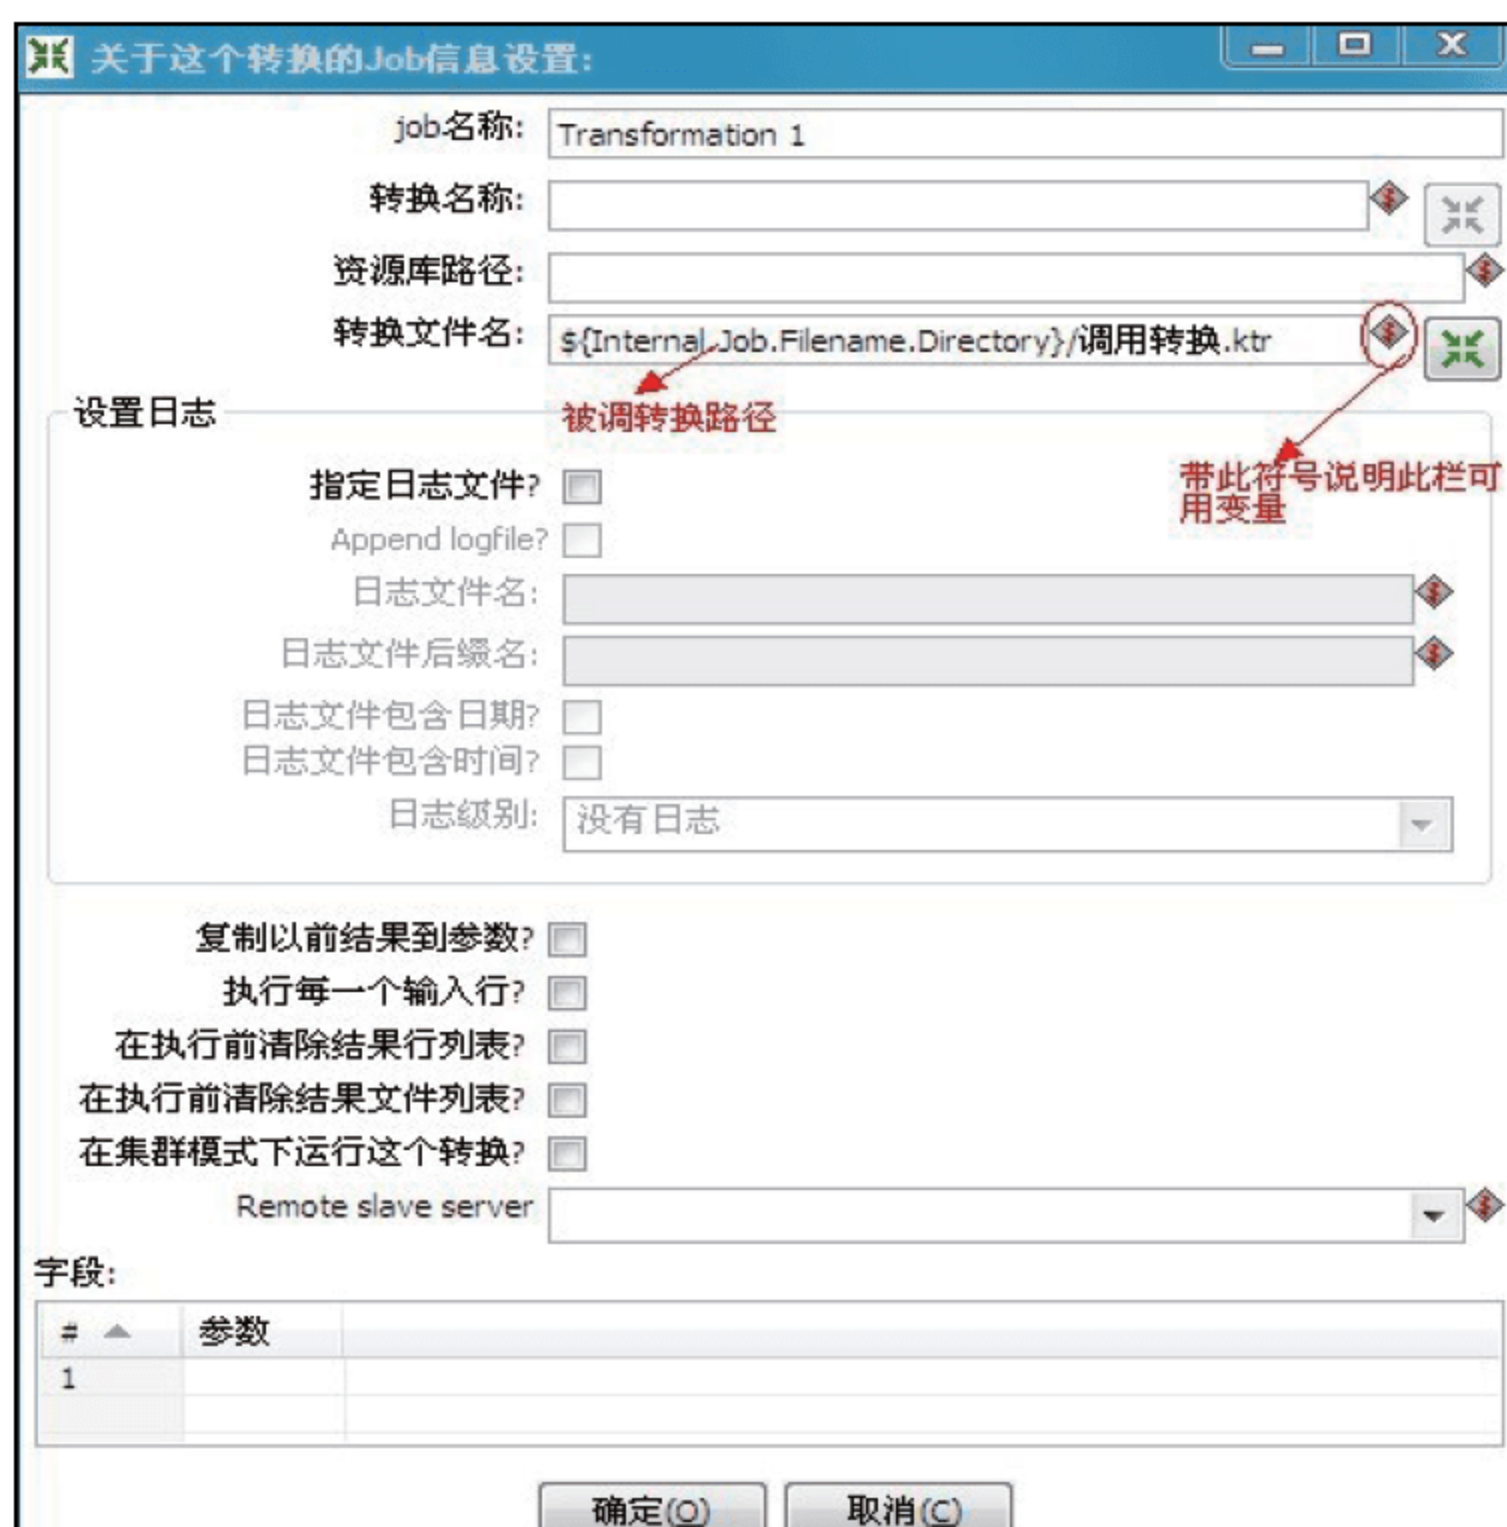 关于这个转换的Job信息设置:
job名称: Transformation 1
转换名称:
资源库路径:
转换文件名: ${Internal.Job.Filename.Directory}/调用转换.ktr
设置日志
被调转换路径
带此符号说明此栏可
用变量
指定日志文件?
Append logfile?
日志文件名:
日志文件后缀名:
日志文件包含日期?
日志文件包含时间?
日志级别: 没有日志
复制以前结果到参数?
执行每一个输入行?
在执行前清除结果行列表?
在执行前清除结果文件列表?
在集群模式下运行这个转换?
Remote slave server
字段:
# 参数
1
确定(O) 取消(C)